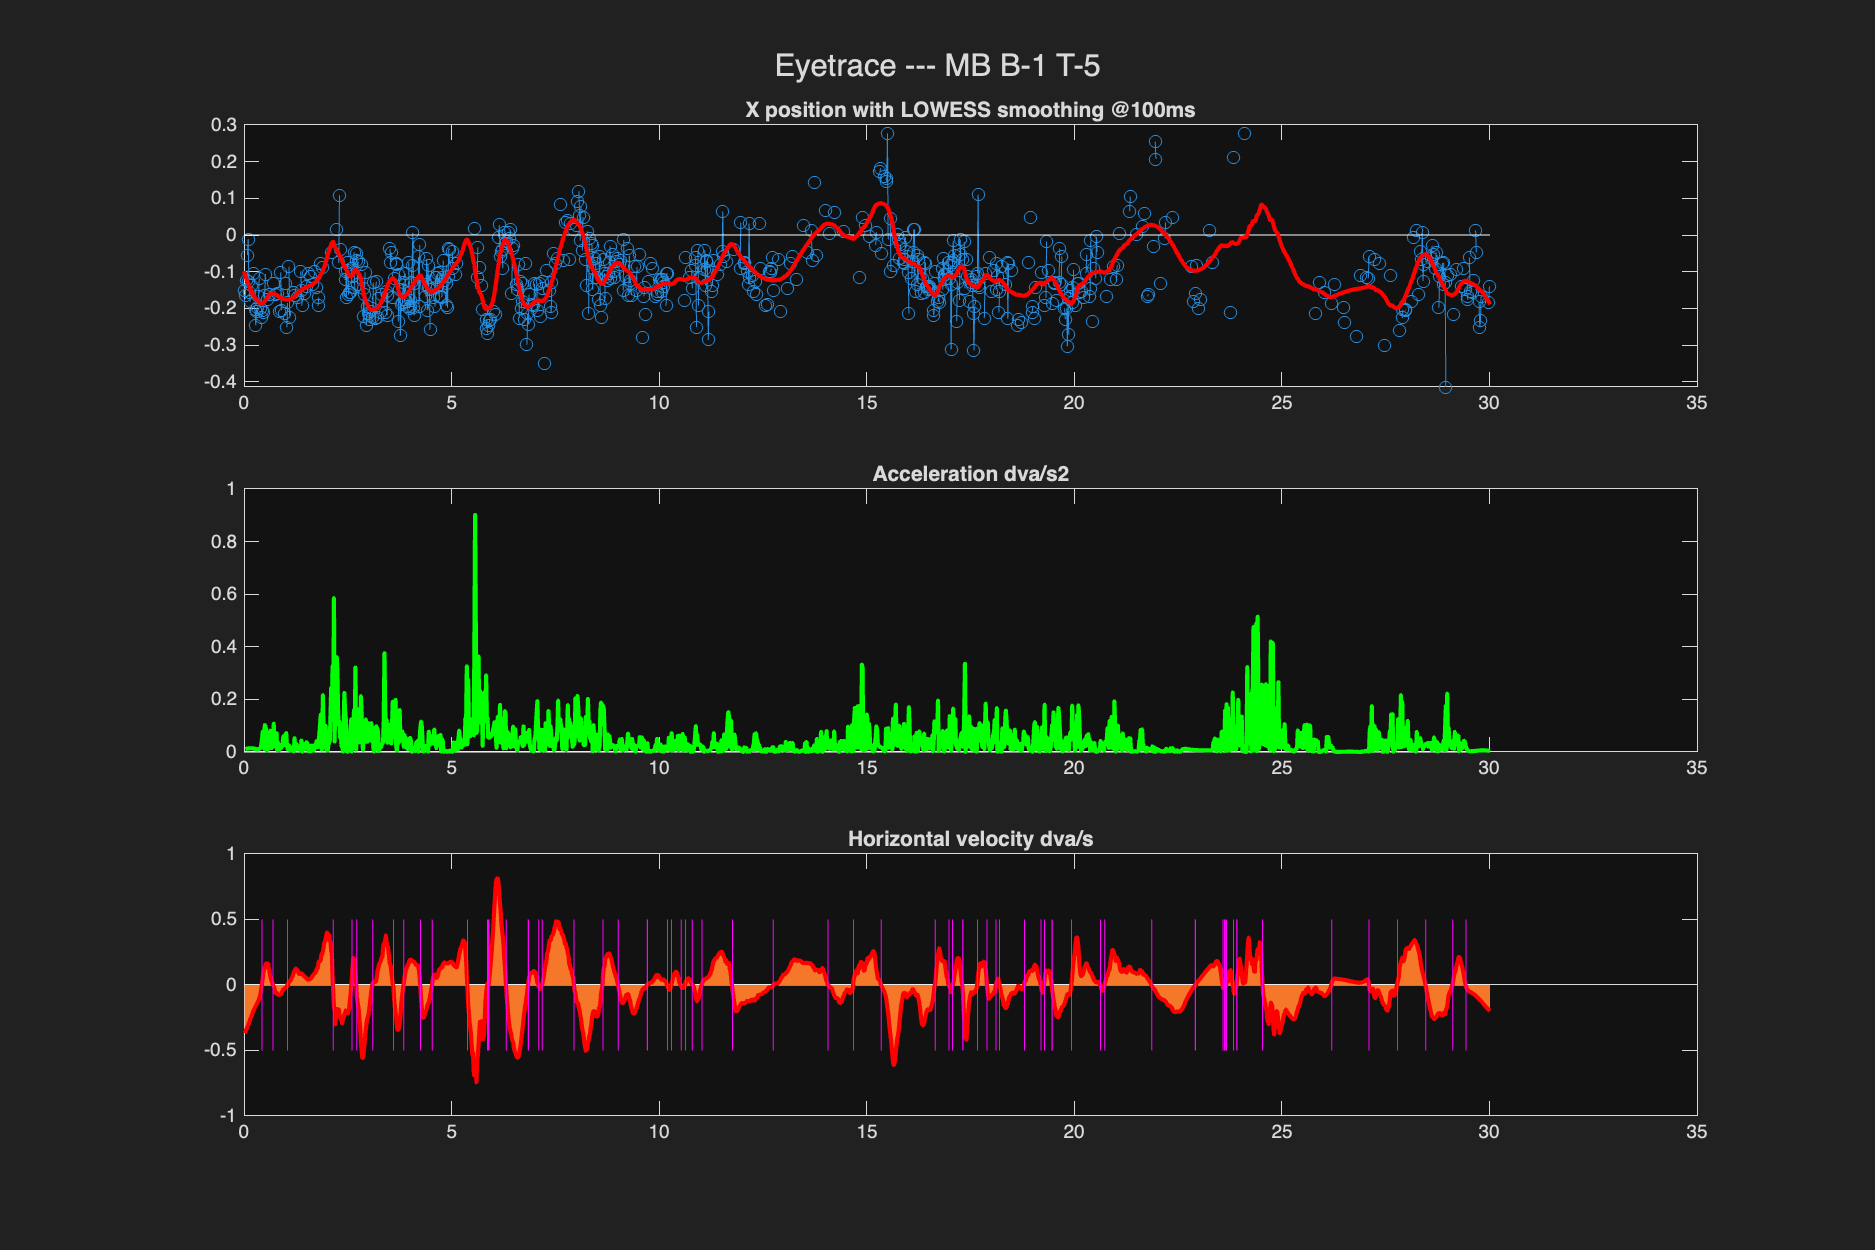 Eyetrace --- MB B-1 T-5
X position with LOWESS smoothing @100ms
0.3
0.2
0.1
0
-0.1
-0.2
-0.3
-0.4
0 5 10 15 20 25 30 35
Acceleration dva/s2
1
0.8
0.6
0.4
0.2
0
0 5 10 15 20 25 30 35
Horizontal velocity dva/s
1
0.5
0
-0.5
-1
0 5 10 15 20 25 30 35